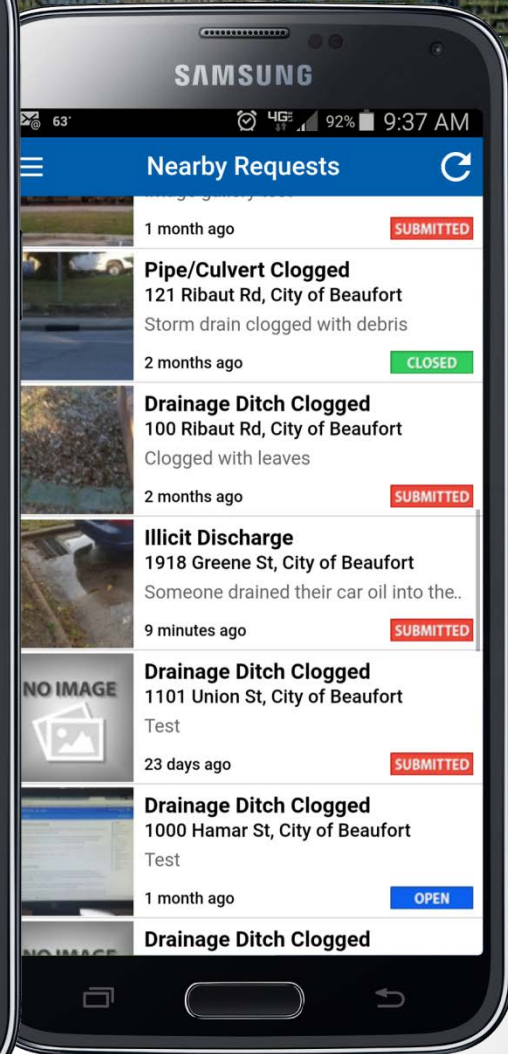 SAMSUNG
63°
4GE
92%
9:37 AM
Nearby Requests
1 month ago
SUBMITTED
Pipe/Culvert Clogged
121 Ribaut Rd, City of Beaufort
Storm drain clogged with debris
2 months ago
CLOSED
Drainage Ditch Clogged
100 Ribaut Rd, City of Beaufort
Clogged with leaves
2 months ago
SUBMITTED
Illicit Discharge
1918 Greene St, City of Beaufort
Someone drained their car oil into the..
9 minutes ago
SUBMITTED
NO IMAGE
Drainage Ditch Clogged
1101 Union St, City of Beaufort
Test
23 days ago
SUBMITTED
Drainage Ditch Clogged
1000 Hamar St, City of Beaufort
Test
1 month ago
OPEN
Drainage Ditch Clogged
NO IMAGE